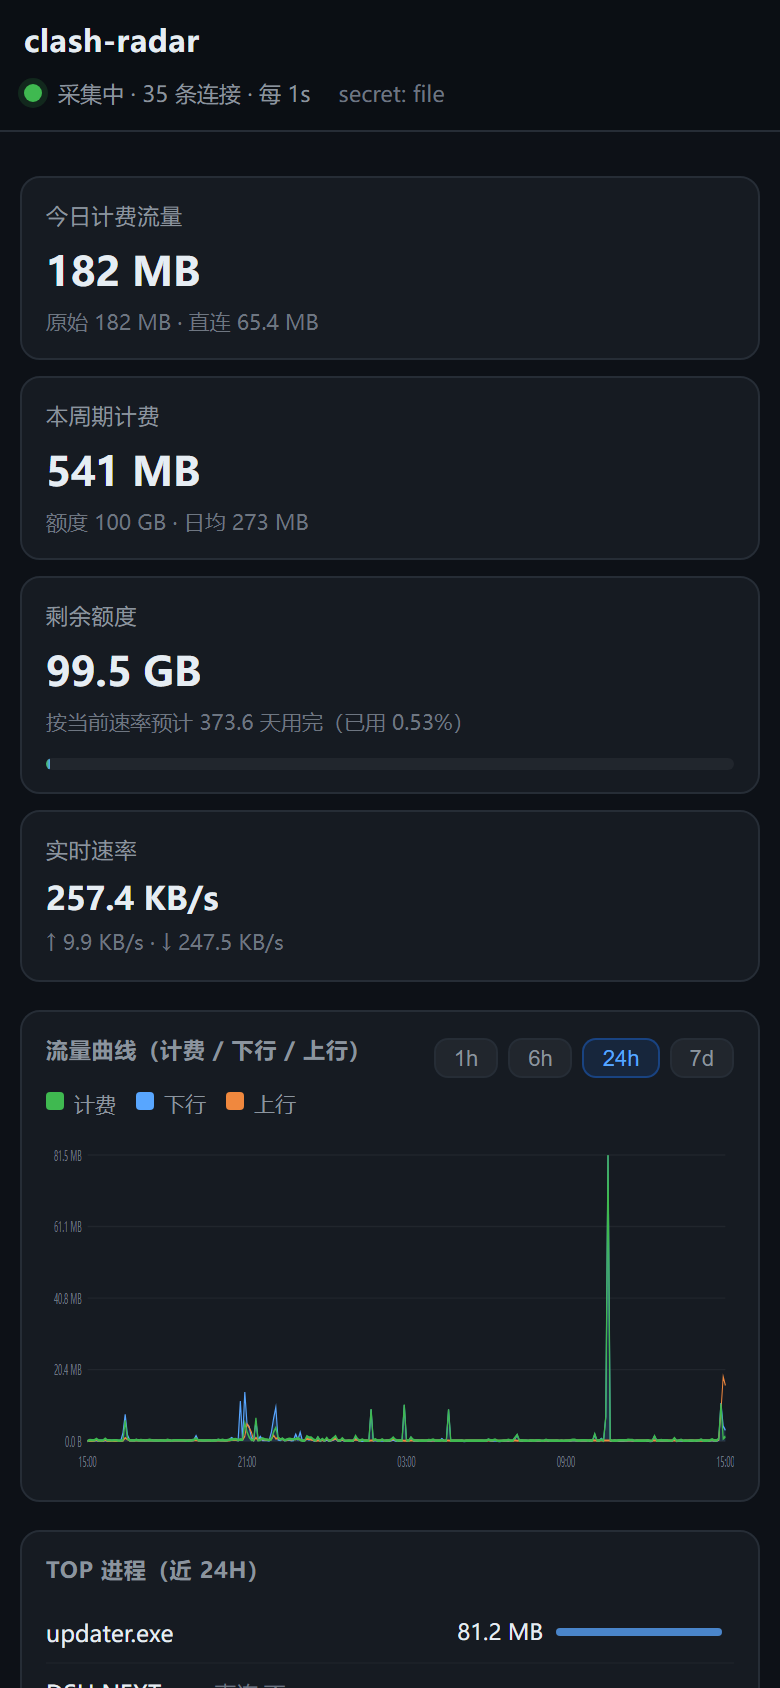 clash-radar
采集中 · 35 条连接 · 每 1s secret: file
今日计费流量
182 MB
原始 182 MB · 直连 65.4 MB
本周期计费
541 MB
额度 100 GB · 日均 273 MB
剩余额度
99.5 GB
按当前速率预计 373.6 天用完（已用 0.53%）
实时速率
257.4 KB/s
↑ 9.9 KB/s · ↓ 247.5 KB/s
流量曲线（计费 / 下行 / 上行） 1h 6h 24h 7d
计费 下行 上行
81.5 MB
61.1 MB
40.8 MB
20.4 MB
0.0 B
15:00 21:00 03:00 09:00 15:00
TOP 进程（近 24H）
updater.exe 81.2 MB